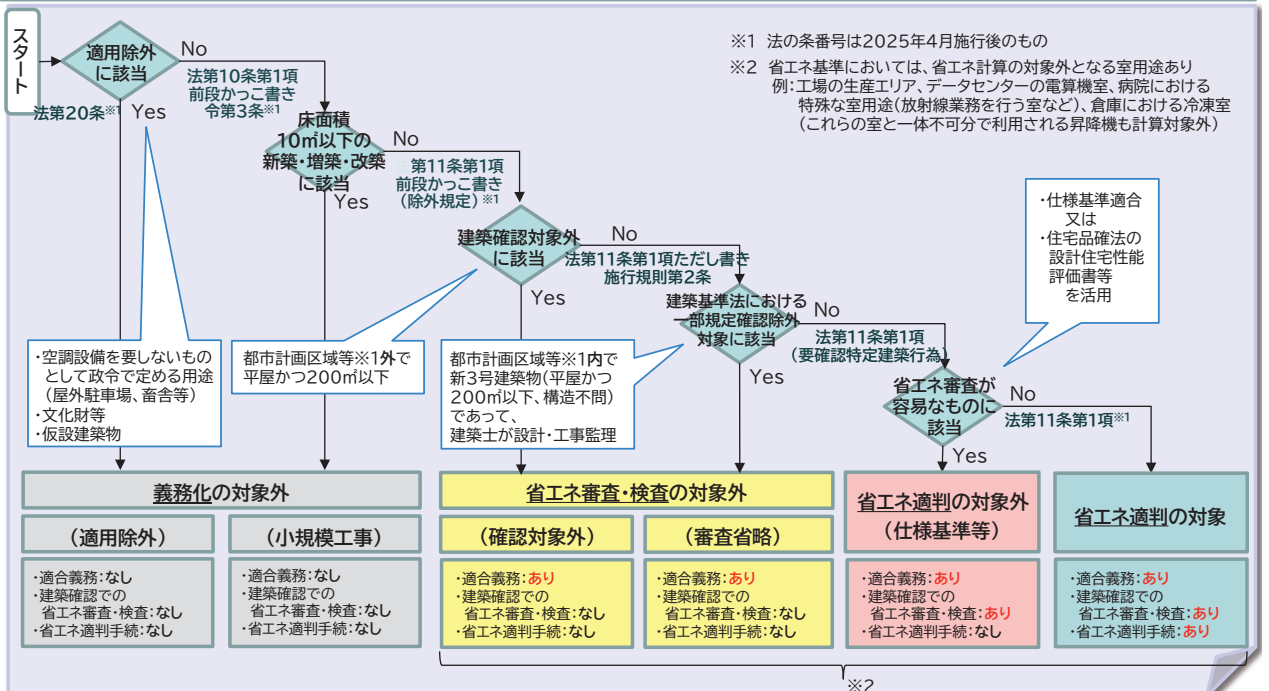 スタート
適用除外
に該当
No
法第20条※1
Yes
法第10条第1項
前段かっこ書き
令第3条※1
床面積
10㎡以下の
新築・増築・改築
に該当
No
Yes
第11条第1項
前段かっこ書き
(除外規定)※1
建築確認対象外
に該当
No
Yes
法第11条第1項ただし書き
施行規則第2条
建築基準法における
一部規定確認除外
対象に該当
No
Yes
法第11条第1項
(要確認特定建築行為)
省エネ審査が
容易なものに
該当
No
Yes
法第11条第1項※1
※1 法の条番号は2025年4月施行後のもの
※2 省エネ基準においては、省エネ計算の対象外となる室用途あり
例:工場の生産エリア、データセンターの電算機室、病院における
特殊な室用途(放射線業務を行う室など)、倉庫における冷凍室
(これらの室と一体不可分で利用される昇降機も計算対象外)
・仕様基準適合
又は
・住宅品確法の
設計住宅性能
評価書等
を活用
・空調設備を要しないもの
として政令で定める用途
(屋外駐車場、畜舎等)
・文化財等
・仮設建築物
都市計画区域等※1外で
平屋かつ200㎡以下
都市計画区域等※1内で
新3号建築物(平屋かつ
200㎡以下、構造不問)
であって、
建築士が設計・工事監理
義務化の対象外
省エネ審査・検査の対象外
省エネ適判の対象外
(仕様基準等)
省エネ適判の対象
(適用除外)
(小規模工事)
(確認対象外)
(審査省略)
・適合義務:なし
・建築確認での
省エネ審査・検査:なし
・省エネ適判手続:なし
・適合義務:なし
・建築確認での
省エネ審査・検査:なし
・省エネ適判手続:なし
・適合義務:あり
・建築確認での
省エネ審査・検査:なし
・省エネ適判手続:なし
・適合義務:あり
・建築確認での
省エネ審査・検査:なし
・省エネ適判手続:なし
・適合義務:あり
・建築確認での
省エネ審査・検査:あり
・省エネ適判手続:なし
・適合義務:あり
・建築確認での
省エネ審査・検査:あり
・省エネ適判手続:あり
※2